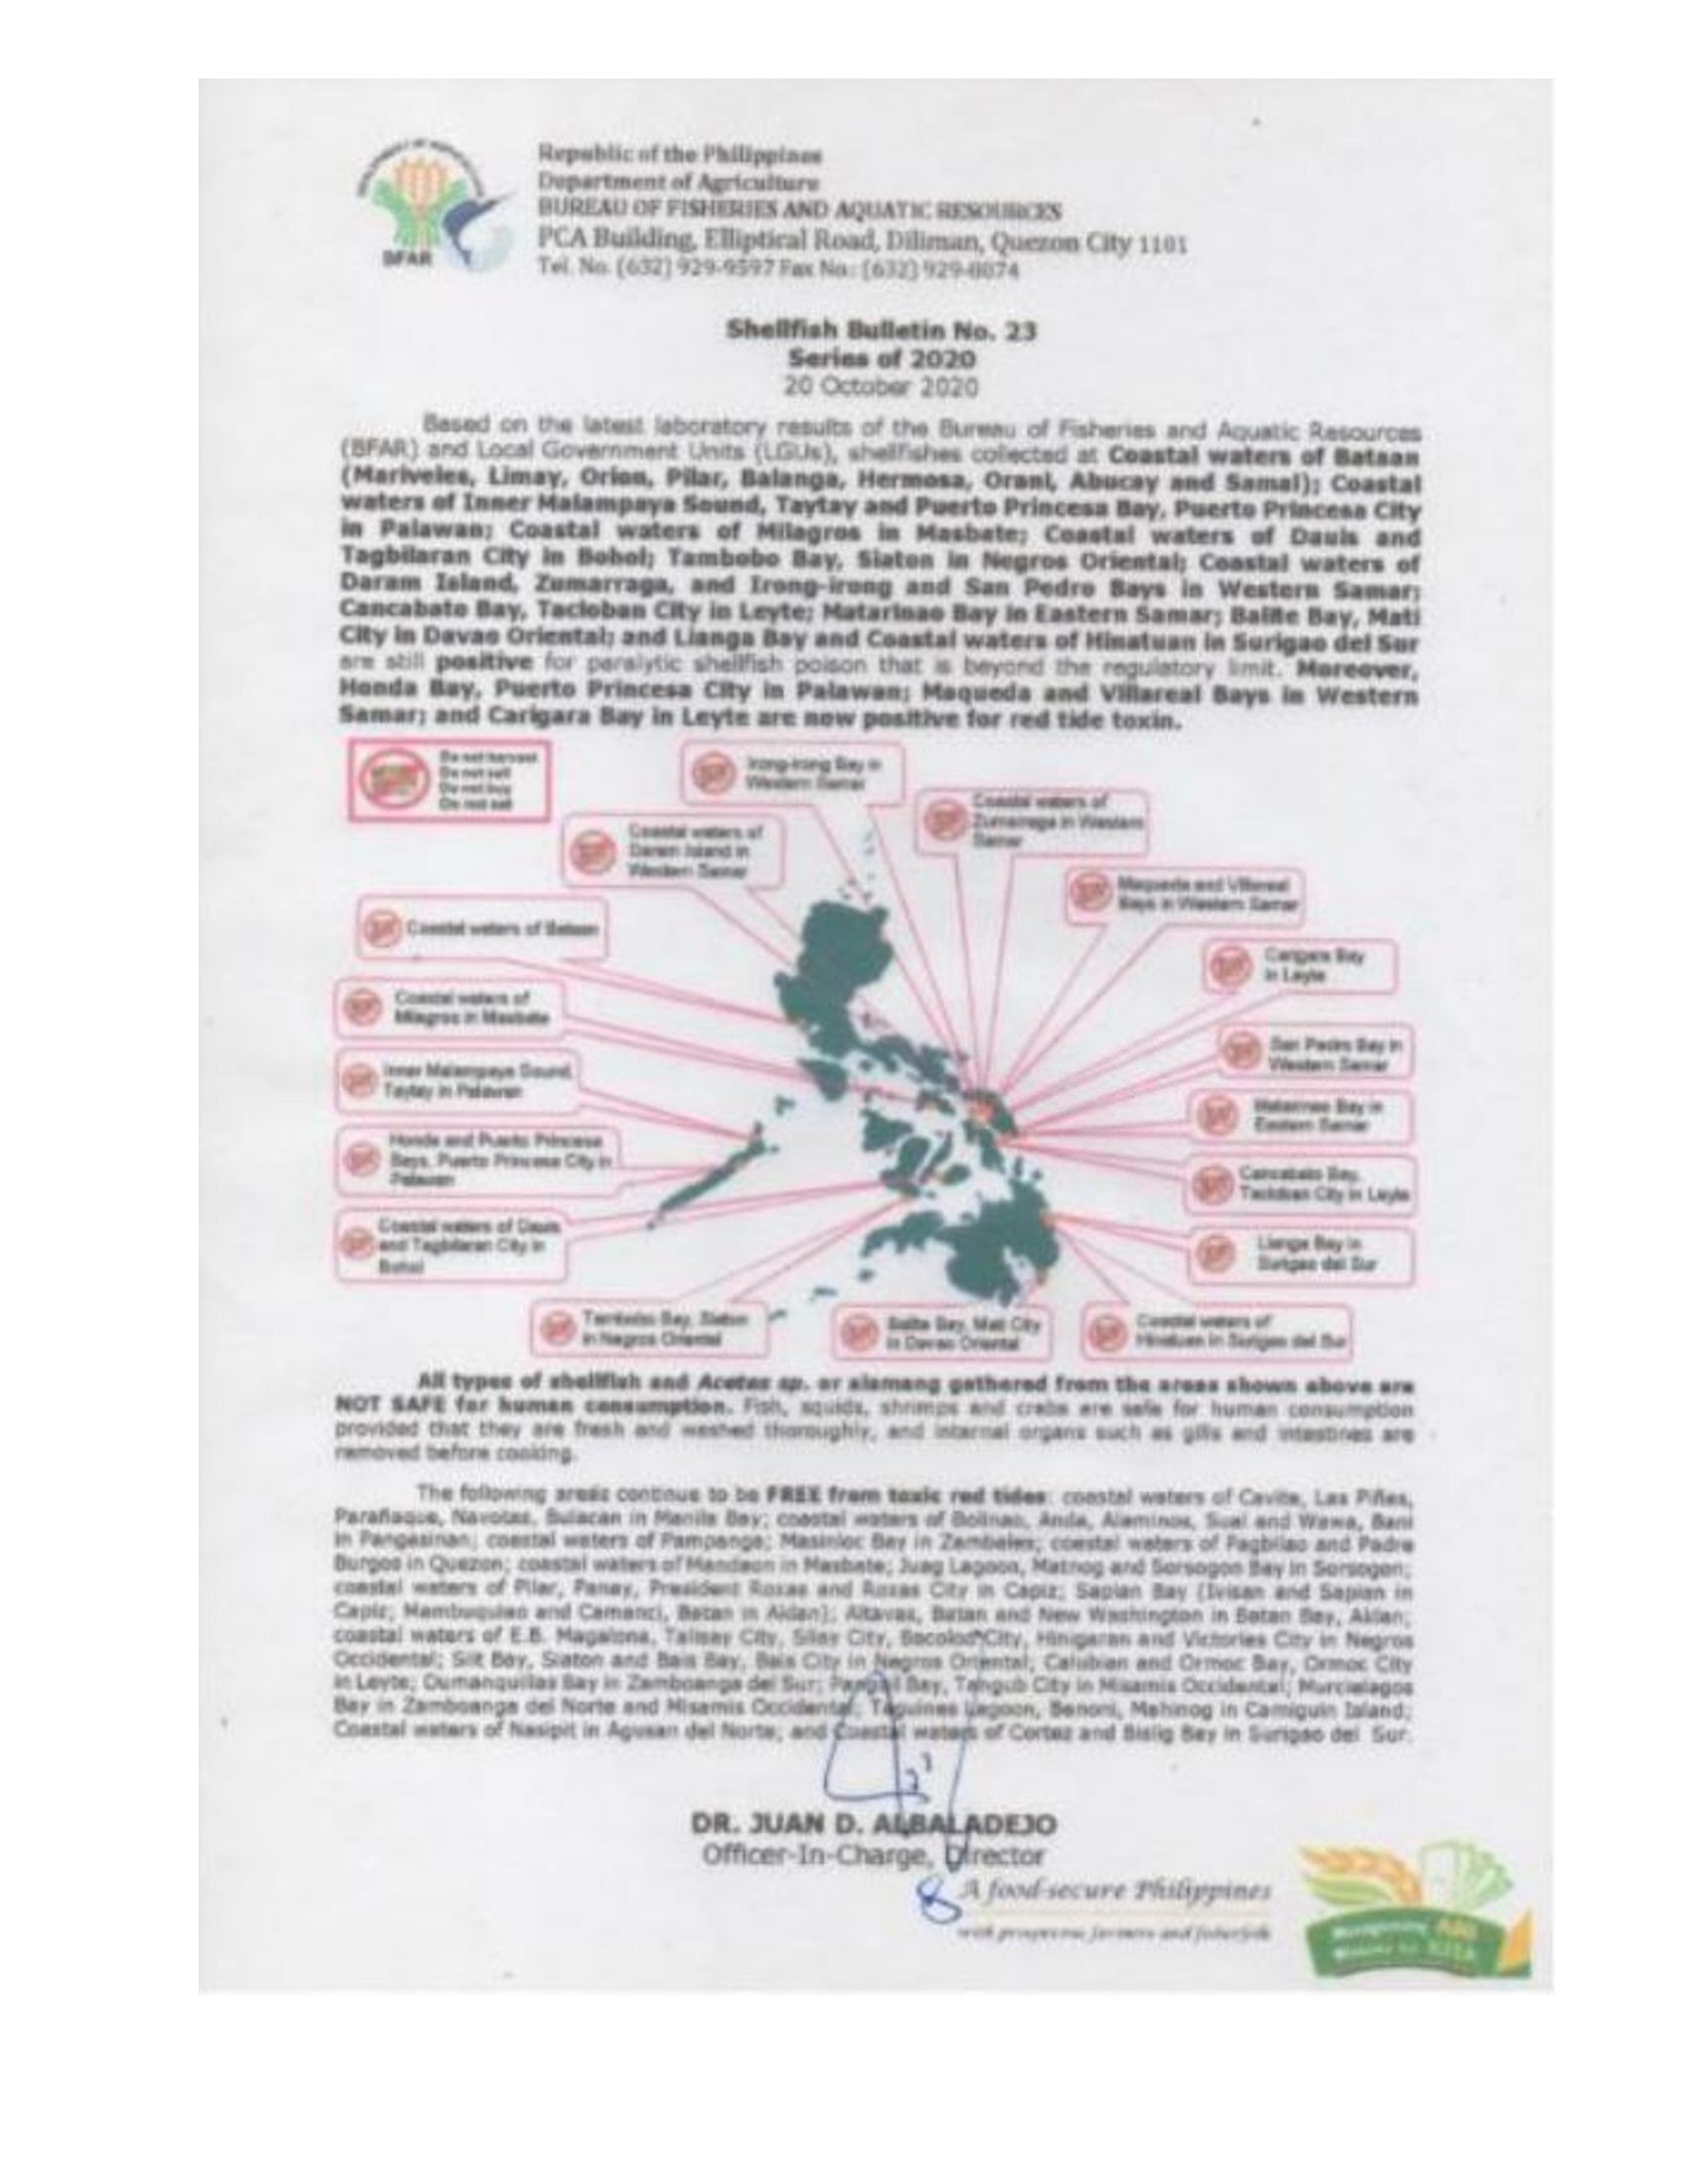 Republic of the Philippines
Department of Agriculture
BUREAU OF FISHERIES AND AQUATIC RESOURCES
PCA Building, Elliptical Road, Diliman, Quezon City 1101
Tel. No. (632) 929-9597 Fax No.: (632) 929-8074
BFAR
Shellfish Bulletin No. 23
Series of 2020
20 October 2020
Based on the latest laboratory results of the Bureau of Fisheries and Aquatic Resources
(BFAR) and Local Government Units (LGUs), shellfishes collected at Coastal waters of Bataan
(Mariveles, Limay, Orion, Pilar, Balanga, Hermosa, Orani, Abucay and Samal); Coastal
waters of Inner Malampaya Sound, Taytay and Puerto Princesa Bay, Puerto Princesa City
in Palawan; Coastal waters of Milagros in Masbate; Coastal waters of Dauis and
Tagbilaran City in Bohol; Tambobo Bay, Siaton in Negros Oriental; Coastal waters of
Daram Island, Zumarraga, and Irong-irong and San Pedro Bays in Western Samar;
Cancabato Bay, Tacloban City in Leyte; Matarinao Bay in Eastern Samar; Balite Bay, Mati
City in Davao Oriental; and Lianga Bay and Coastal waters of Hinatuan in Surigao del Sur
are still positive for paralytic shellfish poison that is beyond the regulatory limit. Moreover,
Honda Bay, Puerto Princesa City in Palawan; Maqueda and Villareal Bays in Western
Samar; and Carigara Bay in Leyte are now positive for red tide toxin.
Do not harvest
Do not sell
Do not buy
Do not eat
Irong-irong Bay in
Western Samar
Coastal waters of
Zumarraga in Western
Samar
Coastal waters of
Daram Island in
Western Samar
Maqueda and Villareal
Bays in Western Samar
Coastal waters of Bataan
Carigara Bay
in Leyte
Coastal waters of
Milagros in Masbate
San Pedro Bay in
Western Samar
Inner Malampaya Sound,
Taytay in Palawan
Matarinao Bay in
Eastern Samar
Honda and Puerto Princesa
Bays, Puerto Princesa City in
Palawan
Cancabato Bay,
Tacloban City in Leyte
Coastal waters of Dauis
and Tagbilaran City in
Bohol
Lianga Bay in
Surigao del Sur
Tambobo Bay, Siaton
in Negros Oriental
Balite Bay, Mati City
in Davao Oriental
Coastal waters of
Hinatuan in Surigao del Sur
All types of shellfish and Acetes sp. or alamang gathered from the areas shown above are
NOT SAFE for human consumption. Fish, squids, shrimps and crabs are safe for human consumption
provided that they are fresh and washed thoroughly, and internal organs such as gills and intestines are
removed before cooking.
The following areas continue to be FREE from toxic red tides: coastal waters of Cavite, Las Piñas,
Parañaque, Navotas, Bulacan in Manila Bay; coastal waters of Bolinao, Anda, Alaminos, Sual and Wawa, Bani
in Pangasinan; coastal waters of Pampanga; Masinloc Bay in Zambales; coastal waters of Pagbilao and Padre
Burgos in Quezon; coastal waters of Mandaon in Masbate; Juag Lagoon, Matnog and Sorsogon Bay in Sorsogon;
coastal waters of Pilar, Panay, President Roxas and Roxas City in Capiz; Sapian Bay (Ivisan and Sapian in
Capiz; Mambuquiao and Camanci, Batan in Aklan); Altavas, Batan and New Washington in Batan Bay, Aklan;
coastal waters of E.B. Magalona, Talisay City, Silay City, Bacolod City, Hinigaran and Victorias City in Negros
Occidental; Siit Bay, Siaton and Bais Bay, Bais City in Negros Oriental; Calubian and Ormoc Bay, Ormoc City
in Leyte; Dumanquillas Bay in Zamboanga del Sur; Panguil Bay, Tangub City in Misamis Occidental; Murcielagos
Bay in Zamboanga del Norte and Misamis Occidental; Taguines Lagoon, Benoni, Mahinog in Camiguin Island;
Coastal waters of Nasipit in Agusan del Norte; and Coastal waters of Cortez and Bislig Bay in Surigao del Sur.
DR. JUAN D. ALBALADEJO
Officer-In-Charge, Director
A food-secure Philippines
with prosperous farmers and fisherfolk